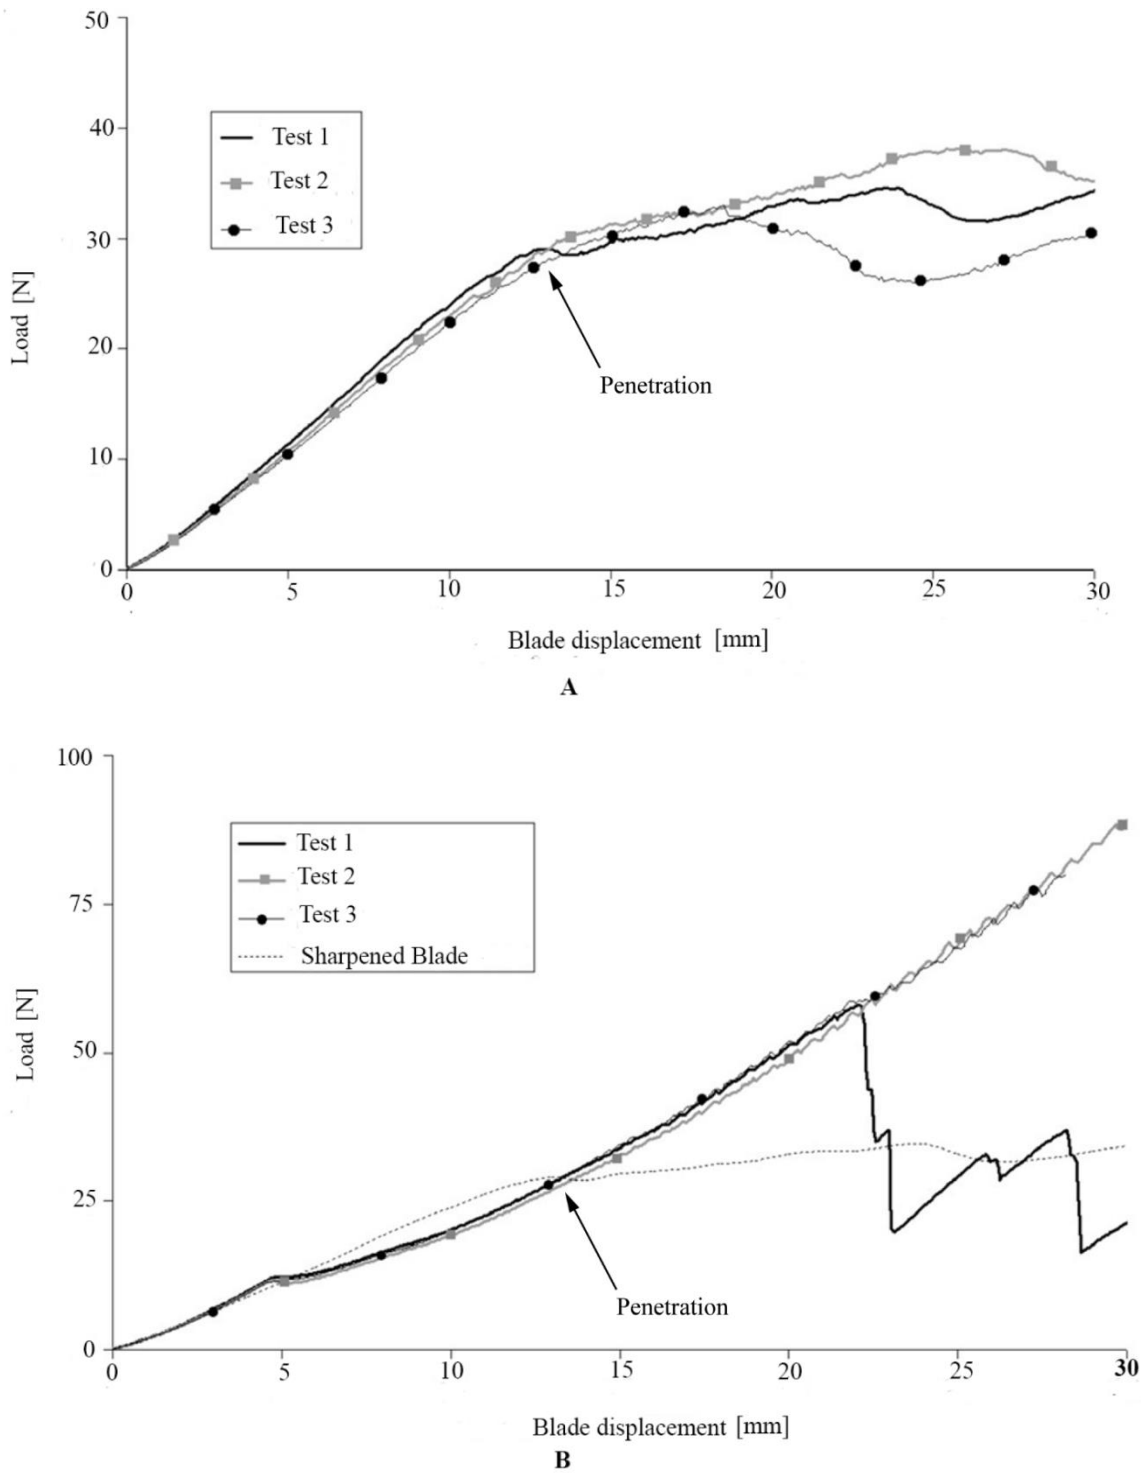 50
40
30
20
10
0
Load [N]
Test 1
Test 2
Test 3
Penetration
0 5 10 15 20 25 30
Blade displacement [mm]
A
100
75
50
25
0
Load [N]
Test 1
Test 2
Test 3
Sharpened Blade
Penetration
0 5 10 15 20 25 30
Blade displacement [mm]
B